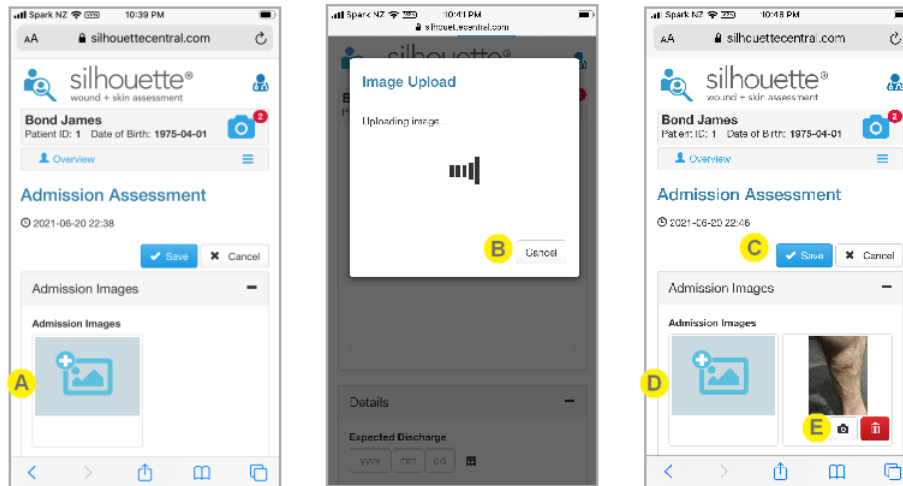 Spark NZ 10:39 PM
AA silhouettecentral.com
silhouette®
wound + skin assessment
Bond James
Patient ID: 1 Date of Birth: 1975-04-01
2
Overview
Admission Assessment
2021-06-20 22:38
Save Cancel
Admission Images
Admission Images
A
Spark NZ 10:41 PM
silhouettecentral.com
silhouette®
Image Upload
Uploading image...
B
Cancel
Details
Expected Discharge
yyyy mm dd
Spark NZ 10:48 PM
AA silhouettecentral.com
silhouette®
wound + skin assessment
Bond James
Patient ID: 1 Date of Birth: 1975-04-01
2
Overview
Admission Assessment
2021-06-20 22:46
C
Save Cancel
Admission Images
Admission Images
D
E